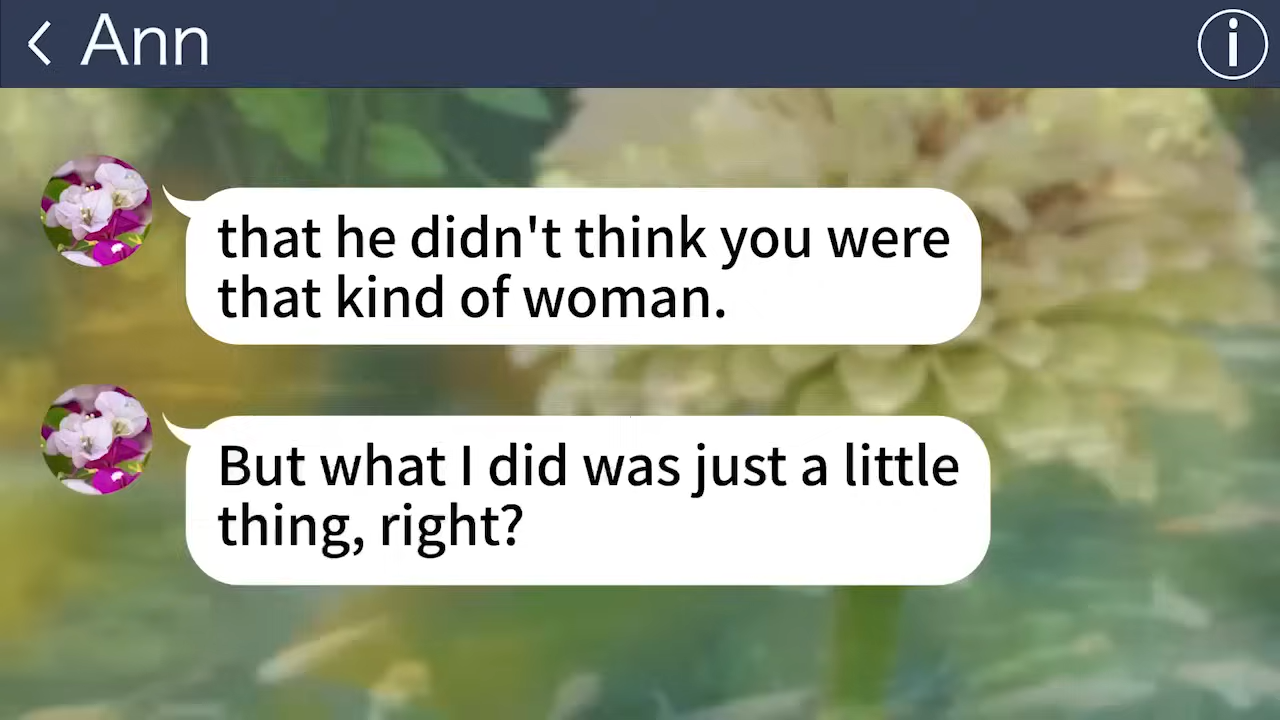 Ann
that he didn't think you were
that kind of woman.
But what I did was just a little
thing, right?